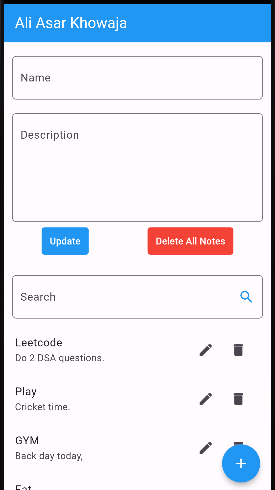 Ali Asar Khowaja
Name
Description
Update
Delete All Notes
Search
Leetcode
Do 2 DSA questions.
Play
Cricket time.
GYM
Back day today,